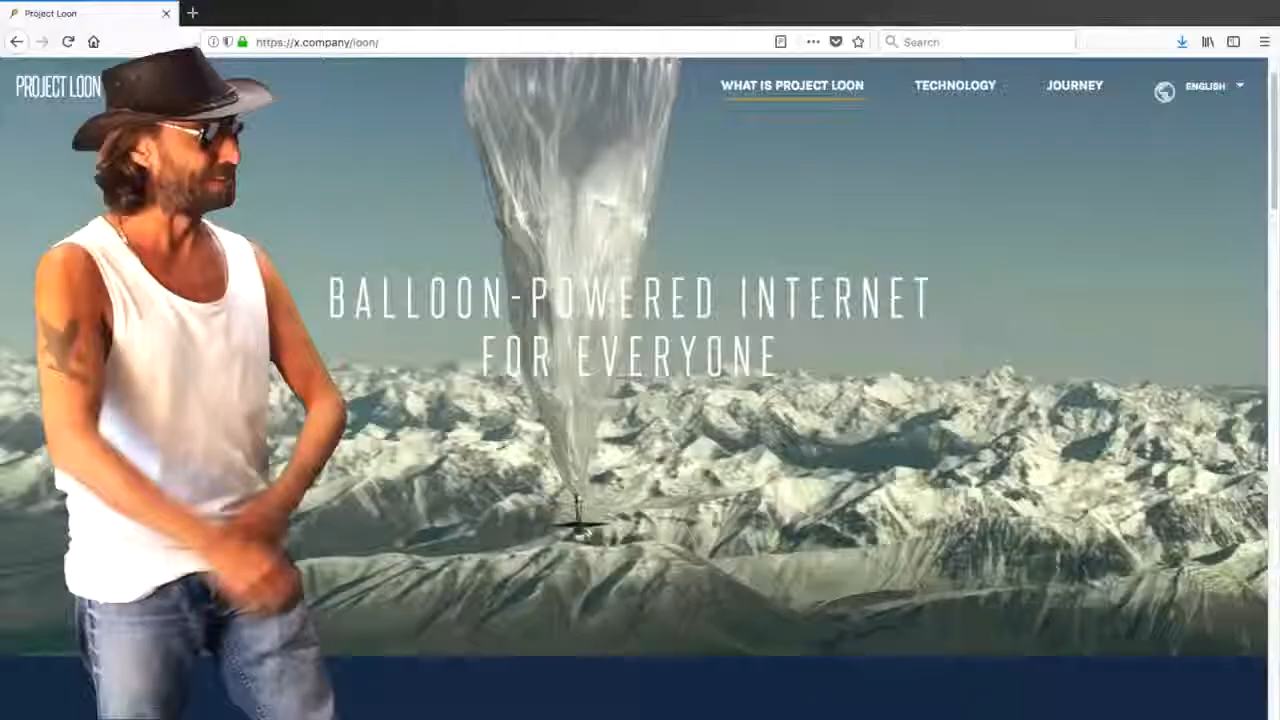 Project Loon
https://x.company/loon/
Search
PROJECT LOON
WHAT IS PROJECT LOON
TECHNOLOGY
JOURNEY
ENGLISH
BALLOON-POWERED INTERNET
FOR EVERYONE